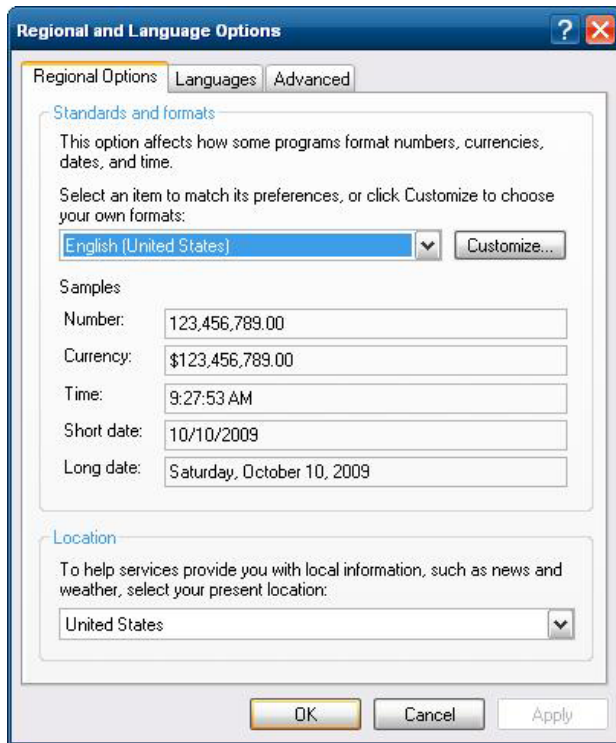 Regional and Language Options
Regional Options Languages Advanced
Standards and formats
This option affects how some programs format numbers, currencies,
dates, and time.
Select an item to match its preferences, or click Customize to choose
your own formats:
English (United States) Customize...
Samples
Number: 123,456,789.00
Currency: $123,456,789.00
Time: 9:27:53 AM
Short date: 10/10/2009
Long date: Saturday, October 10, 2009
Location
To help services provide you with local information, such as news and
weather, select your present location:
United States
OK Cancel Apply